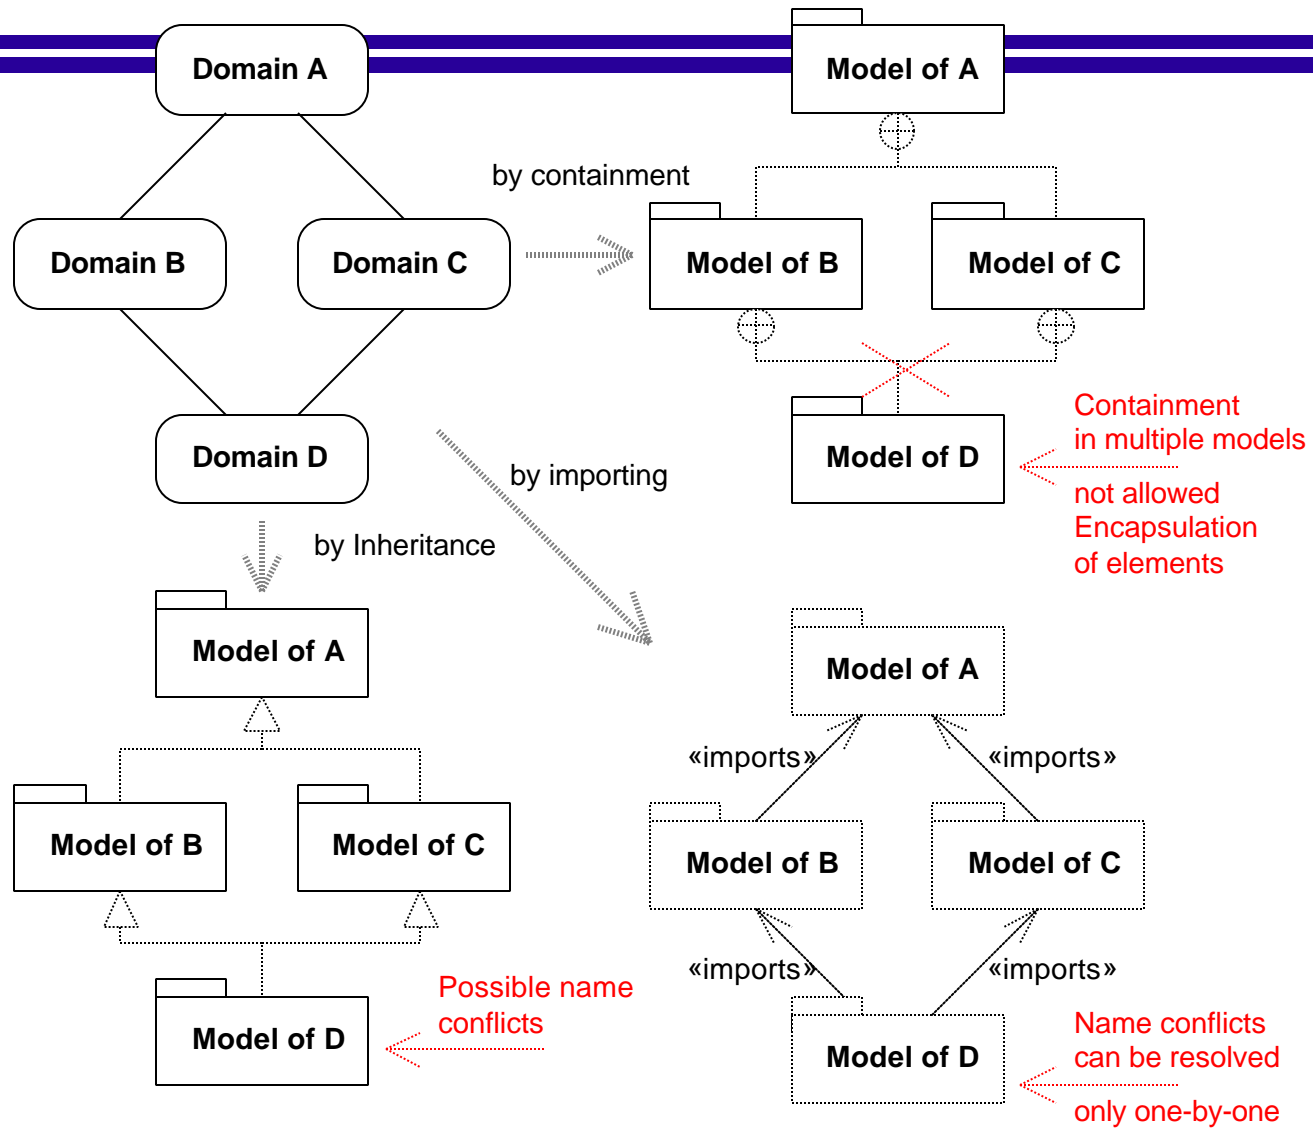 Domain A
Model of A
by containment
Domain B
Domain C
Model of B
Model of C
Domain D
Model of D
Containment
in multiple models
not allowed
Encapsulation
of elements
by importing
by Inheritance
Model of A
Model of A
«imports»
«imports»
Model of B
Model of C
Model of B
Model of C
«imports»
«imports»
Possible name
conflicts
Model of D
Model of D
Name conflicts
can be resolved
only one-by-one